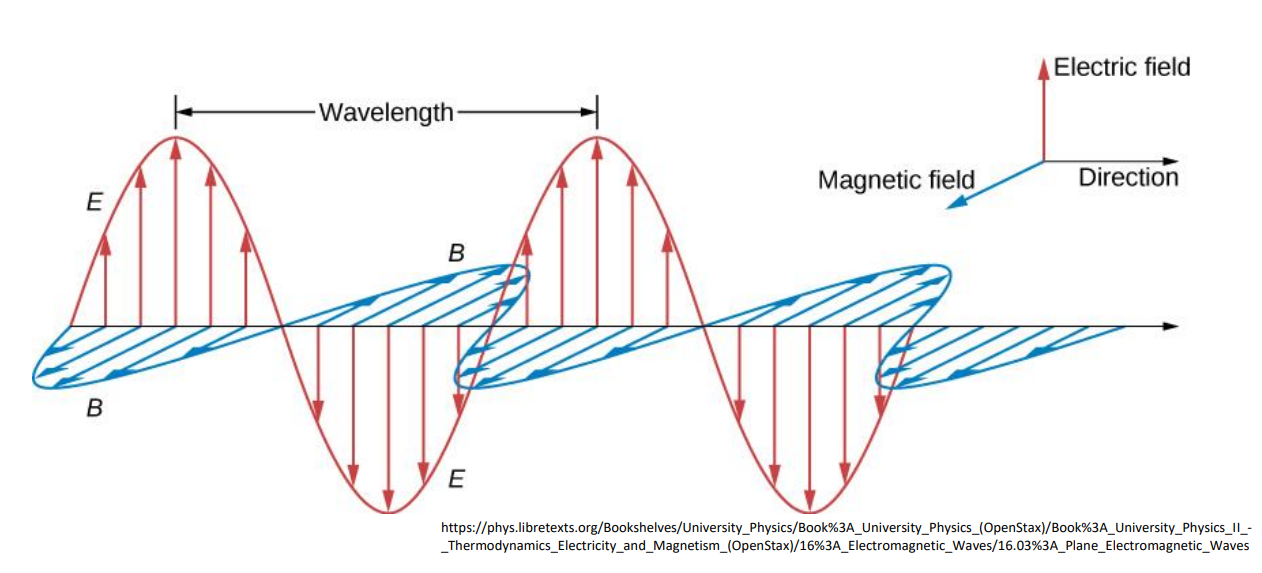 Electric field
Wavelength
Magnetic field
Direction
E
B
B
E
https://phys.libretexts.org/Bookshelves/University_Physics/Book%3A_University_Physics_(OpenStax)/Book%3A_University_Physics_II_-
_Thermodynamics_Electricity_and_Magnetism_(OpenStax)/16%3A_Electromagnetic_Waves/16.03%3A_Plane_Electromagnetic_Waves